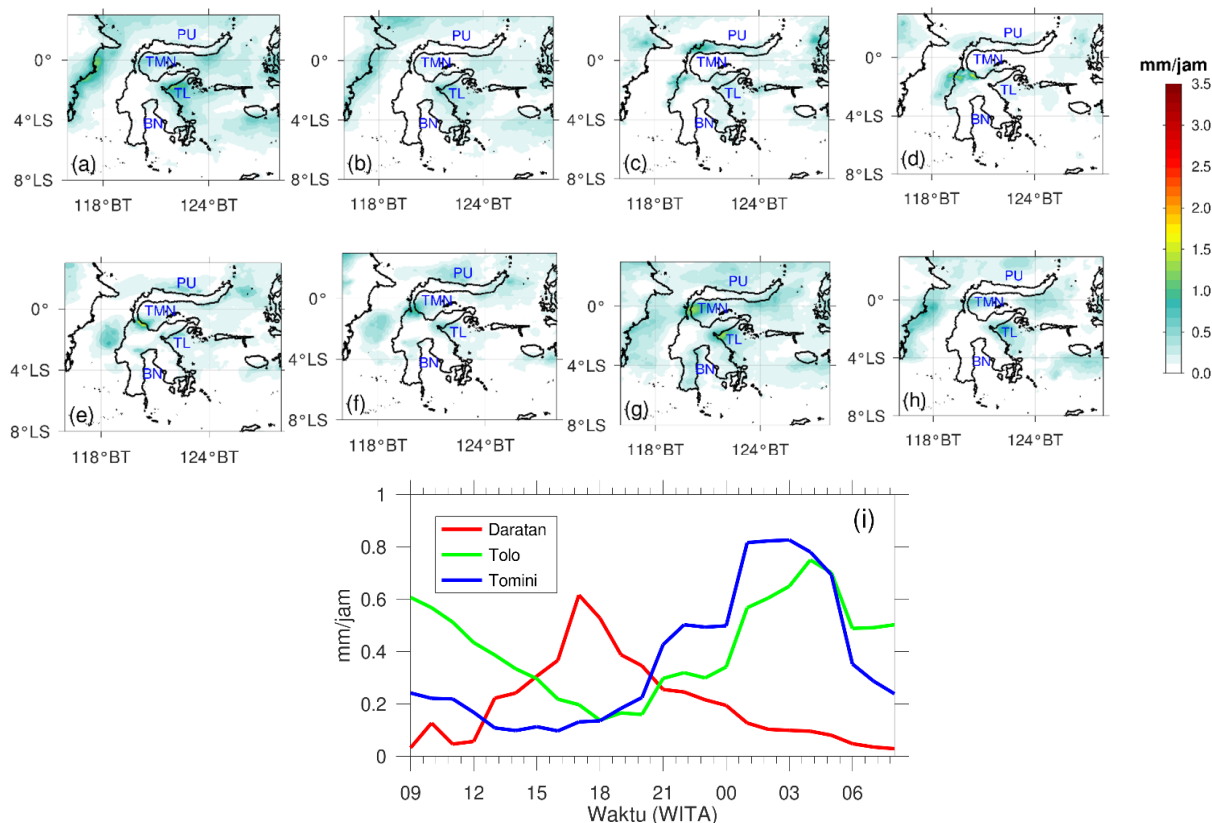 PU
TMN
TL
BN
0°
4°LS
8°LS
(a)
118°BT 124°BT
PU
TMN
TL
BN
0°
4°LS
8°LS
(b)
118°BT 124°BT
PU
TMN
TL
BN
0°
4°LS
8°LS
(c)
118°BT 124°BT
PU
TMN
TL
BN
0°
4°LS
8°LS
(d)
118°BT 124°BT
mm/jam
3.5
3.0
2.5
2.0
1.5
1.0
0.5
0.0
PU
TMN
TL
BN
0°
4°LS
8°LS
(e)
118°BT 124°BT
PU
TMN
TL
BN
0°
4°LS
8°LS
(f)
118°BT 124°BT
PU
TMN
TL
BN
0°
4°LS
8°LS
(g)
118°BT 124°BT
PU
TMN
TL
BN
0°
4°LS
8°LS
(h)
118°BT 124°BT
(i)
Daratan
Tolo
Tomini
mm/jam
1
0.8
0.6
0.4
0.2
0
09 12 15 18 21 00 03 06
Waktu (WITA)